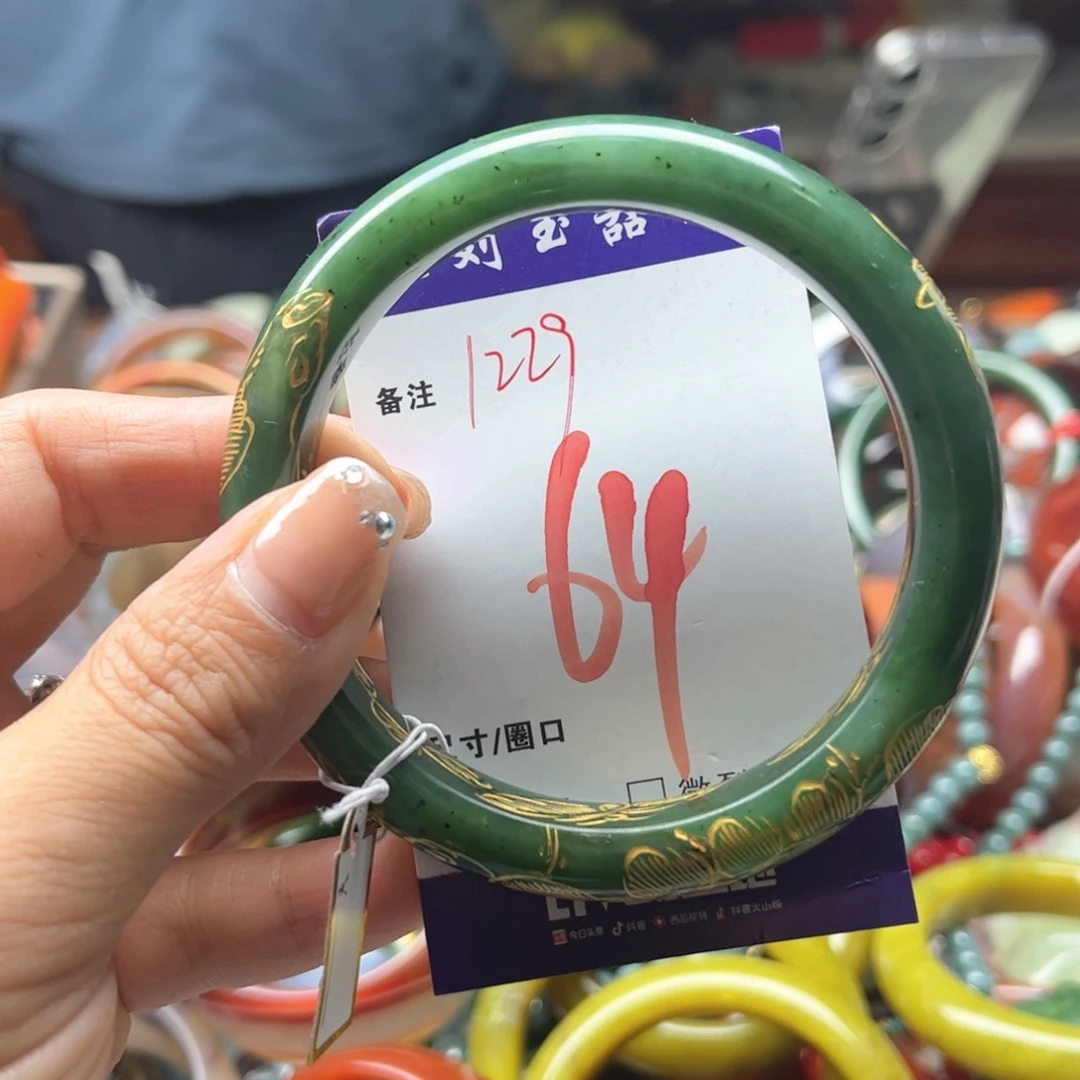 刘玉喆
备注 1229
64
寸/圈口
今日头条 抖音 西瓜视频 抖音火山版